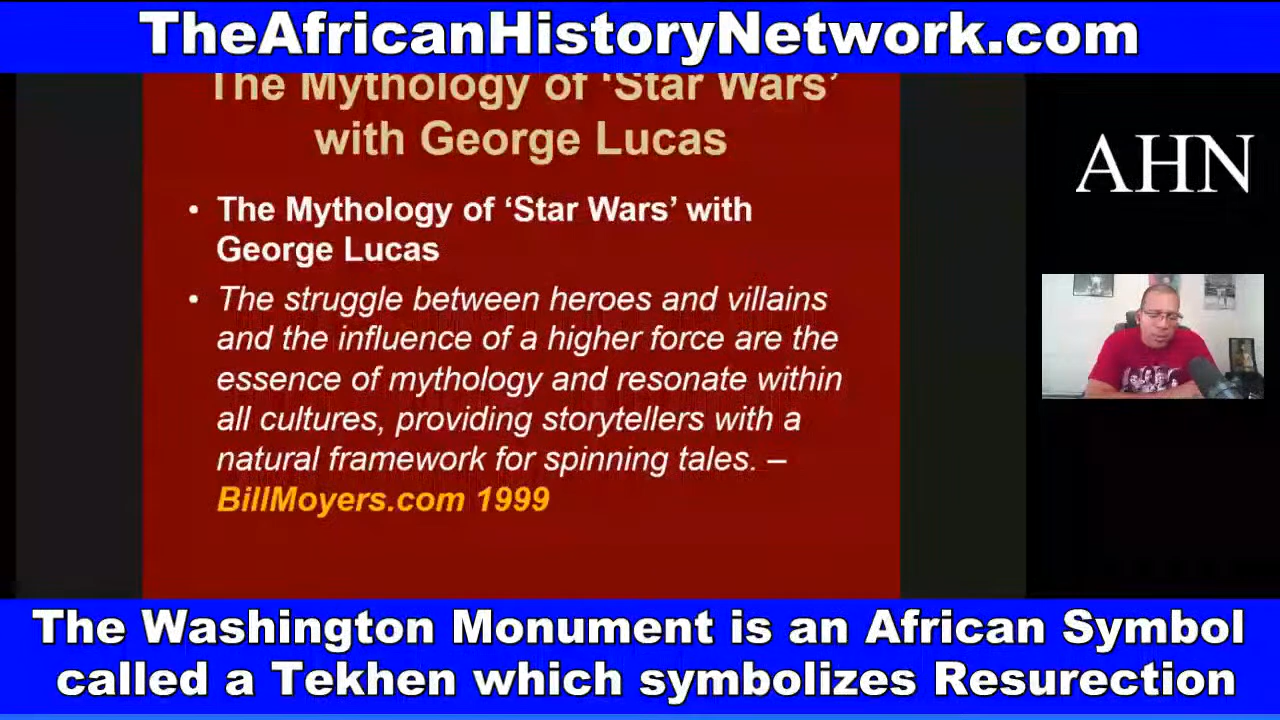 TheAfricanHistoryNetwork.com
The Mythology of ‘Star Wars’
with George Lucas
• The Mythology of ‘Star Wars’ with
George Lucas
• The struggle between heroes and villains
and the influence of a higher force are the
essence of mythology and resonate within
all cultures, providing storytellers with a
natural framework for spinning tales. –
BillMoyers.com 1999
AHN
The Washington Monument is an African Symbol
called a Tekhen which symbolizes Resurection